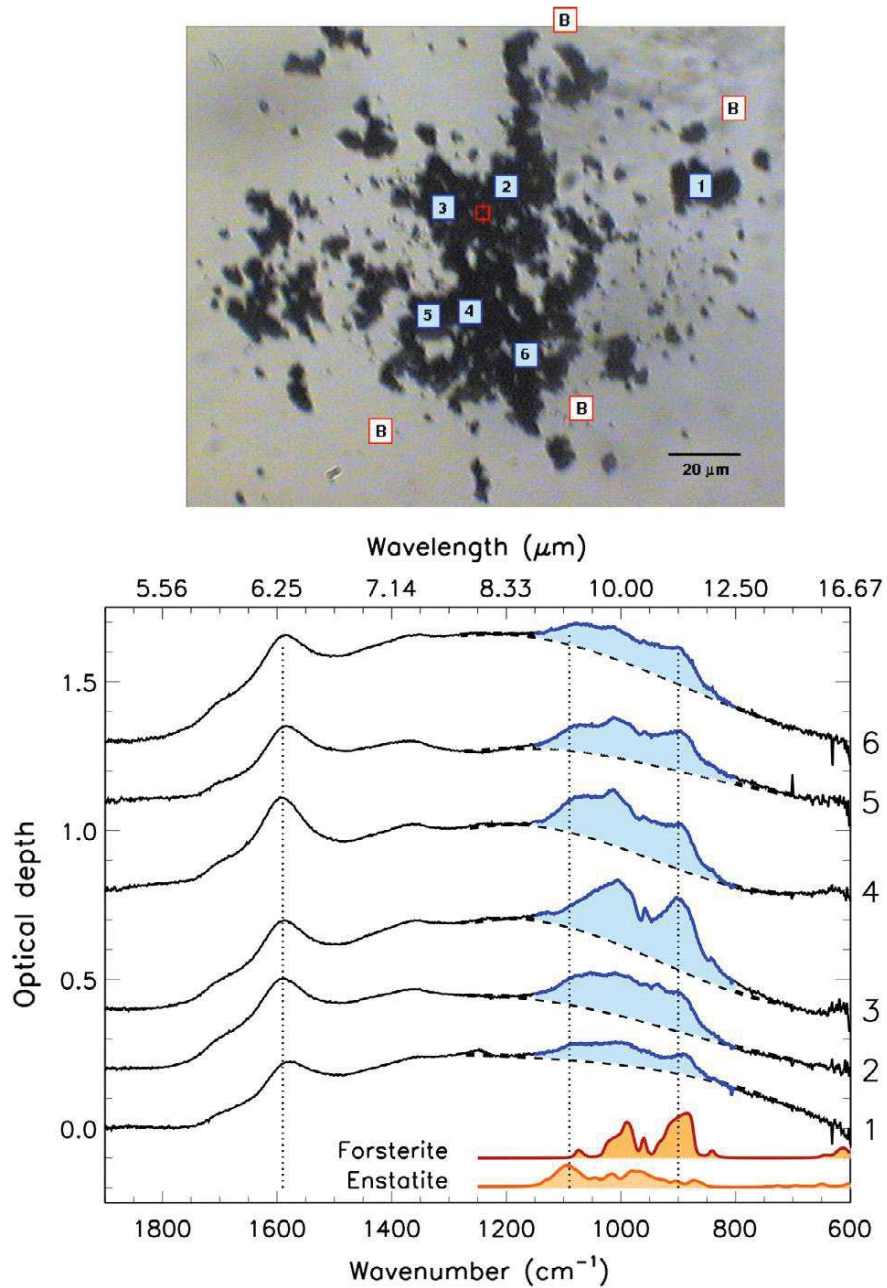 B
B
2
1
3
5
4
6
B
B
20 μm
Wavelength (μm)
5.56 6.25 7.14 8.33 10.00 12.50 16.67
Optical depth
1.5
1.0
0.5
0.0
6
5
4
3
2
1
Forsterite
Enstatite
1800 1600 1400 1200 1000 800 600
Wavenumber (cm⁻¹)